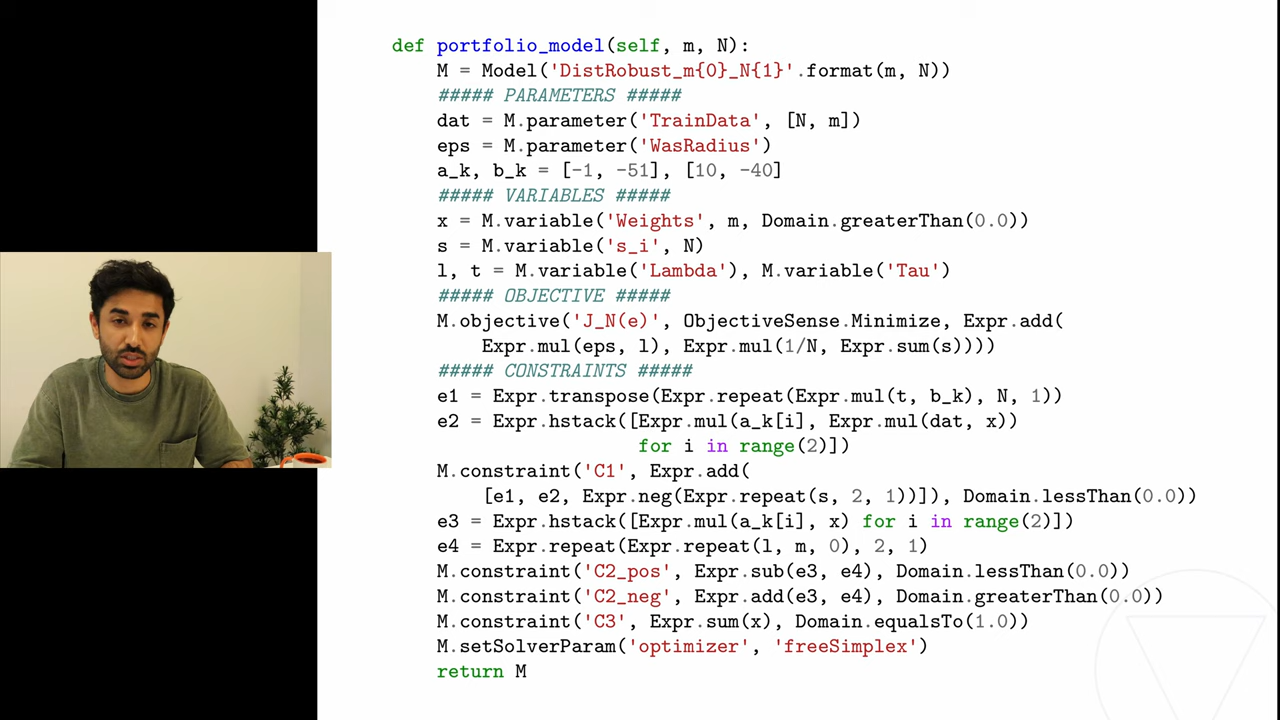 def portfolio_model(self, m, N):
    M = Model('DistRobust_m{0}_N{1}'.format(m, N))
    ##### PARAMETERS #####
    dat = M.parameter('TrainData', [N, m])
    eps = M.parameter('WasRadius')
    a_k, b_k = [-1, -51], [10, -40]
    ##### VARIABLES #####
    x = M.variable('Weights', m, Domain.greaterThan(0.0))
    s = M.variable('s_i', N)
    l, t = M.variable('Lambda'), M.variable('Tau')
    ##### OBJECTIVE #####
    M.objective('J_N(e)', ObjectiveSense.Minimize, Expr.add(
        Expr.mul(eps, l), Expr.mul(1/N, Expr.sum(s))))
    ##### CONSTRAINTS #####
    e1 = Expr.transpose(Expr.repeat(Expr.mul(t, b_k), N, 1))
    e2 = Expr.hstack([Expr.mul(a_k[i], Expr.mul(dat, x))
                      for i in range(2)])
    M.constraint('C1', Expr.add(
        [e1, e2, Expr.neg(Expr.repeat(s, 2, 1))]), Domain.lessThan(0.0))
    e3 = Expr.hstack([Expr.mul(a_k[i], x) for i in range(2)])
    e4 = Expr.repeat(Expr.repeat(l, m, 0), 2, 1)
    M.constraint('C2_pos', Expr.sub(e3, e4), Domain.lessThan(0.0))
    M.constraint('C2_neg', Expr.add(e3, e4), Domain.greaterThan(0.0))
    M.constraint('C3', Expr.sum(x), Domain.equalsTo(1.0))
    M.setSolverParam('optimizer', 'freeSimplex')
    return M